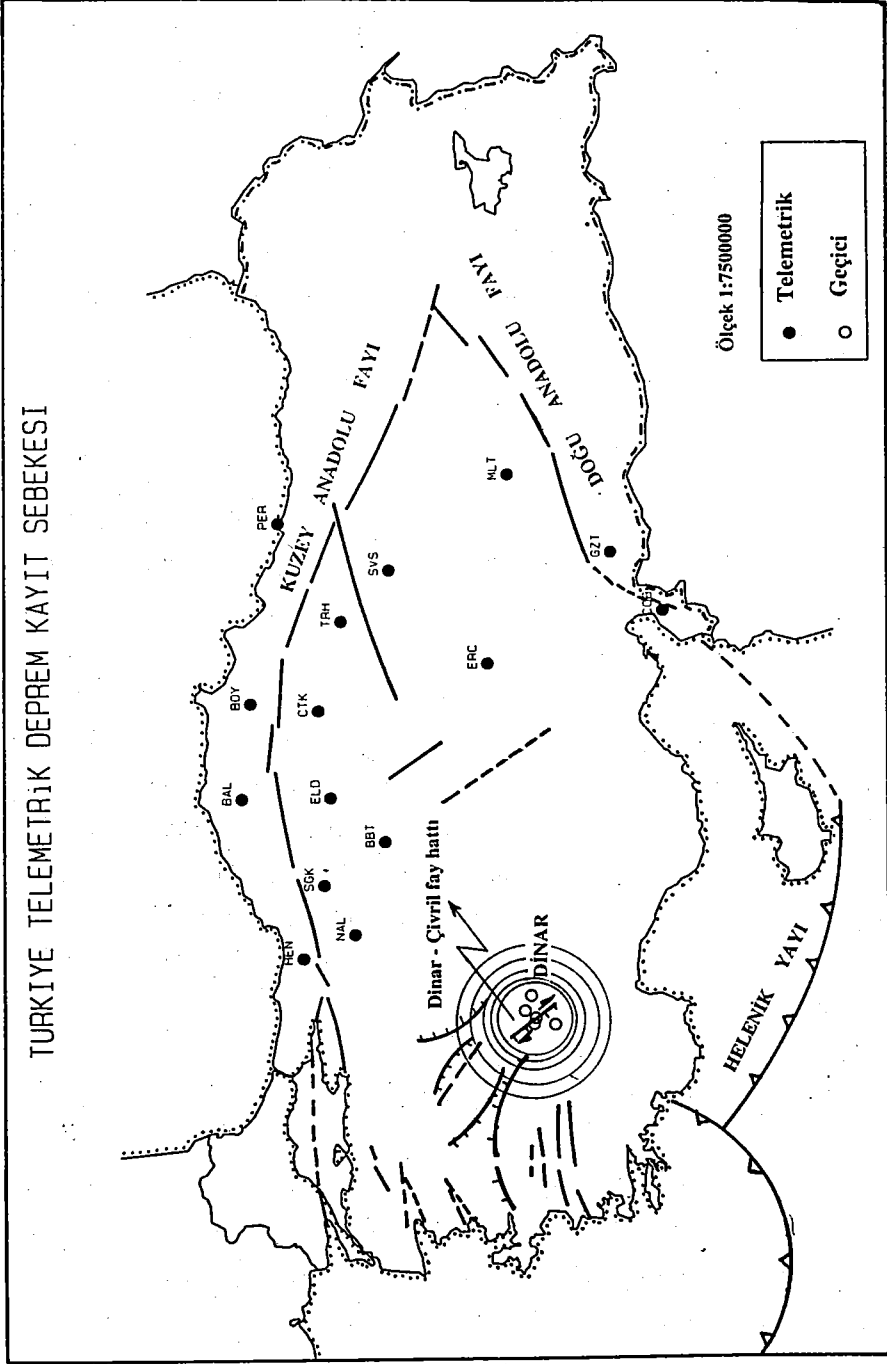 TURKIYE TELEMETRiK DEPREM KAYIT SEBEKESI
KUZEY ANADOLU FAYI
DOĞU ANADOLU FAYI
HELENİK YAYI
Dinar - Çivril fay hattı
DİNAR
PER
BOY
BAL
TRH
SVS
CTK
ELD
SGK
BBT
NAL
HEN
ERC
MLT
GZT
Ölçek 1:7500000
Telemetrik
Geçici